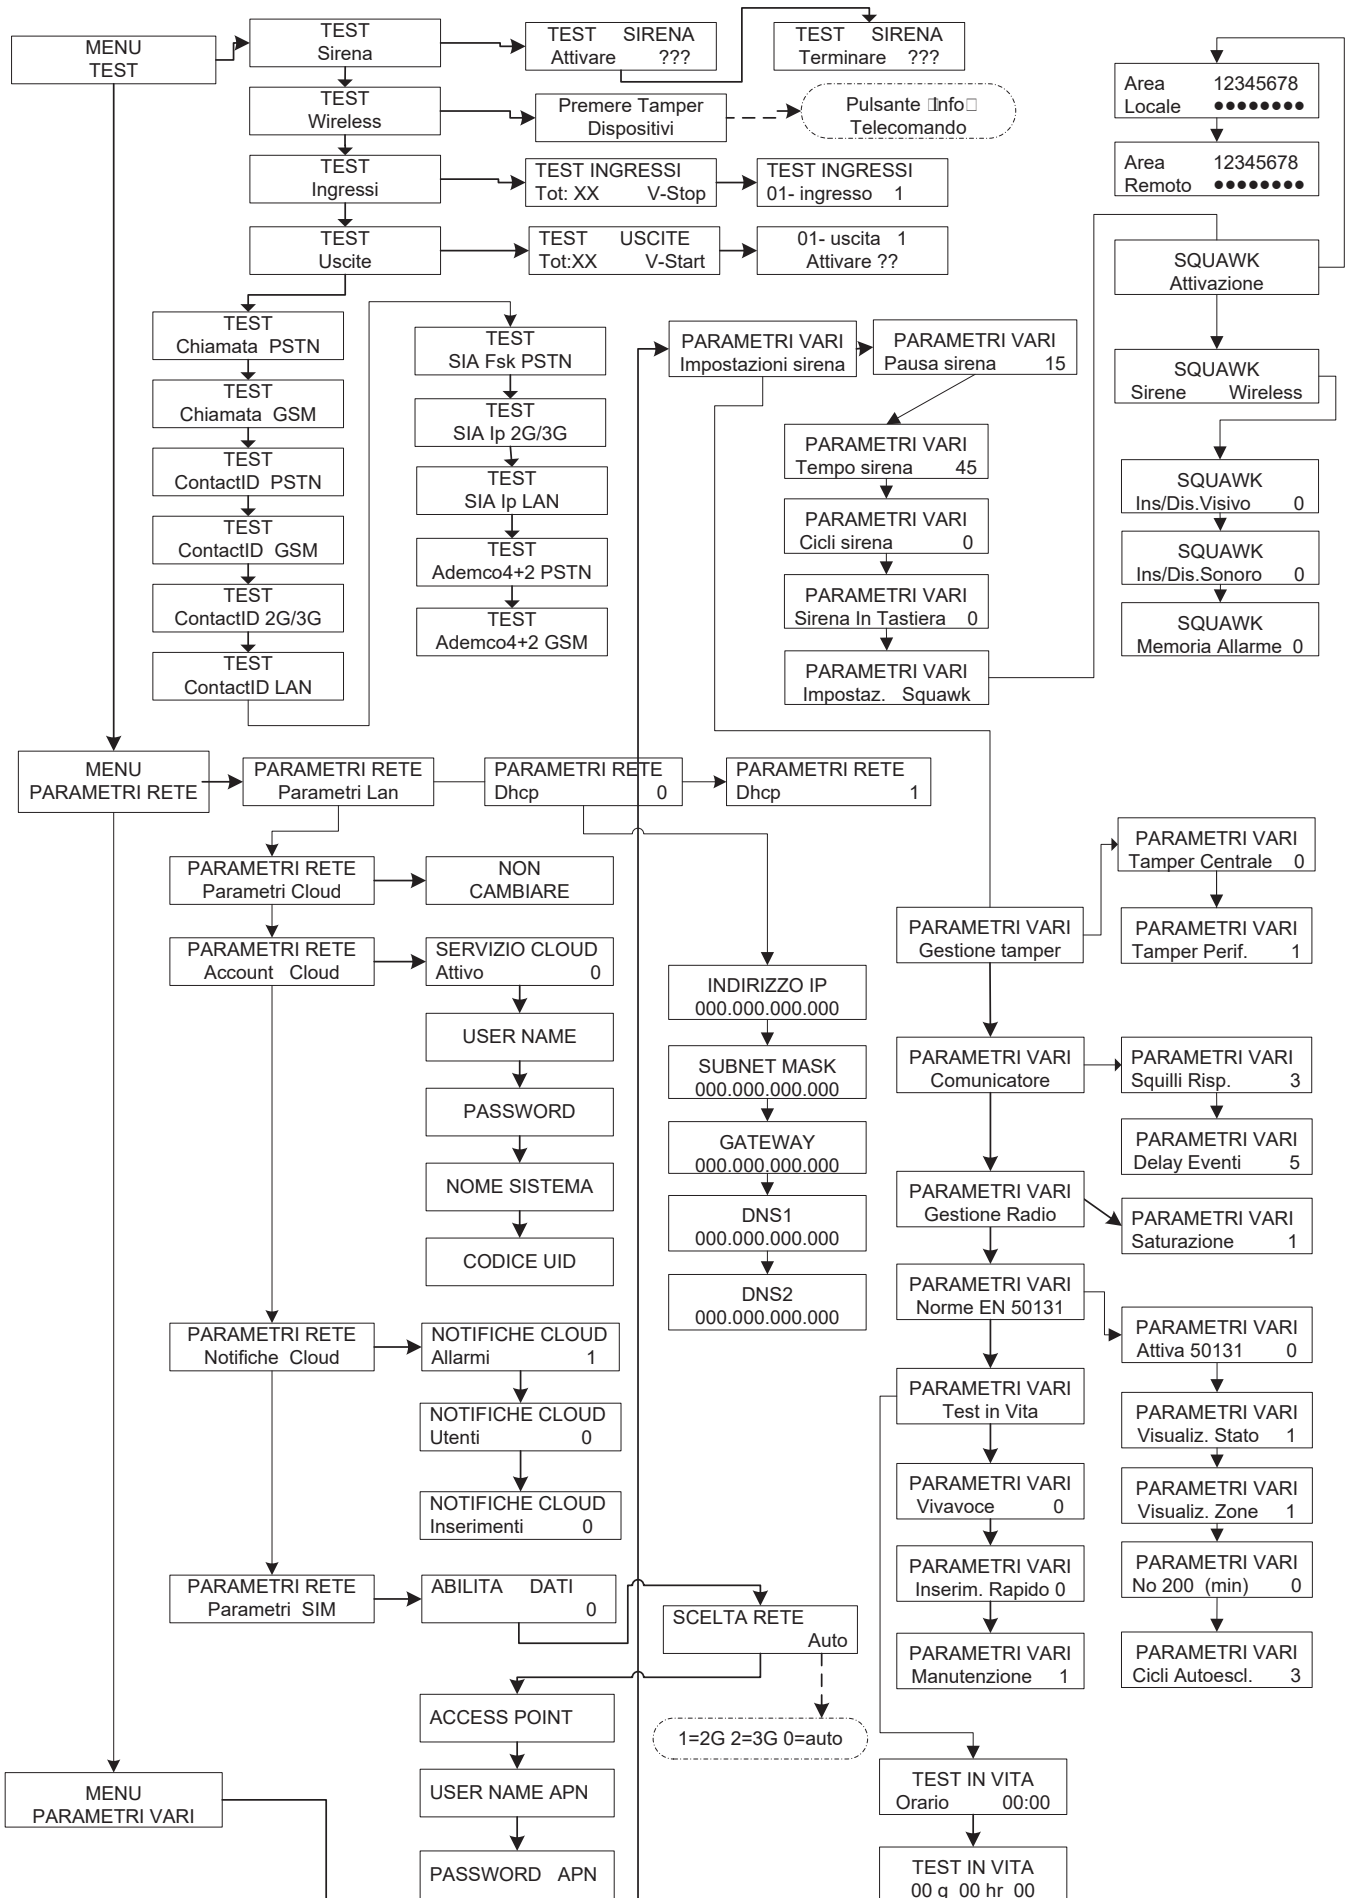 MENU
TEST
TEST
Sirena
TEST SIRENA
Attivare ???
TEST SIRENA
Terminare ???
TEST
Wireless
Premere Tamper
Dispositivi
Pulsante Info
Telecomando
TEST
Ingressi
TEST INGRESSI
Tot: XX V-Stop
TEST INGRESSI
01- ingresso 1
TEST
Uscite
TEST USCITE
Tot:XX V-Start
01- uscita 1
Attivare ??
TEST
Chiamata PSTN
TEST
Chiamata GSM
TEST
ContactID PSTN
TEST
ContactID GSM
TEST
ContactID 2G/3G
TEST
ContactID LAN
TEST
SIA Fsk PSTN
TEST
SIA Ip 2G/3G
TEST
SIA Ip LAN
TEST
Ademco4+2 PSTN
TEST
Ademco4+2 GSM
PARAMETRI VARI
Impostazioni sirena
PARAMETRI VARI
Pausa sirena 15
PARAMETRI VARI
Tempo sirena 45
PARAMETRI VARI
Cicli sirena 0
PARAMETRI VARI
Sirena In Tastiera 0
PARAMETRI VARI
Impostaz. Squawk
Area 12345678
Locale ●●●●●●●●
Area 12345678
Remoto ●●●●●●●●
SQUAWK
Attivazione
SQUAWK
Sirene Wireless
SQUAWK
Ins/Dis.Visivo 0
SQUAWK
Ins/Dis.Sonoro 0
SQUAWK
Memoria Allarme 0
MENU
PARAMETRI RETE
PARAMETRI RETE
Parametri Lan
PARAMETRI RETE
Dhcp 0
PARAMETRI RETE
Dhcp 1
PARAMETRI RETE
Parametri Cloud
NON
CAMBIARE
PARAMETRI RETE
Account Cloud
SERVIZIO CLOUD
Attivo 0
USER NAME
PASSWORD
NOME SISTEMA
CODICE UID
INDIRIZZO IP
000.000.000.000
SUBNET MASK
000.000.000.000
GATEWAY
000.000.000.000
DNS1
000.000.000.000
DNS2
000.000.000.000
PARAMETRI RETE
Notifiche Cloud
NOTIFICHE CLOUD
Allarmi 1
NOTIFICHE CLOUD
Utenti 0
NOTIFICHE CLOUD
Inserimenti 0
PARAMETRI RETE
Parametri SIM
ABILITA DATI
0
SCELTA RETE
Auto
1=2G 2=3G 0=auto
ACCESS POINT
USER NAME APN
PASSWORD APN
PARAMETRI VARI
Gestione tamper
PARAMETRI VARI
Tamper Centrale 0
PARAMETRI VARI
Tamper Perif. 1
PARAMETRI VARI
Comunicatore
PARAMETRI VARI
Squilli Risp. 3
PARAMETRI VARI
Delay Eventi 5
PARAMETRI VARI
Gestione Radio
PARAMETRI VARI
Saturazione 1
PARAMETRI VARI
Norme EN 50131
PARAMETRI VARI
Attiva 50131 0
PARAMETRI VARI
Visualiz. Stato 1
PARAMETRI VARI
Visualiz. Zone 1
PARAMETRI VARI
No 200 (min) 0
PARAMETRI VARI
Cicli Autoescl. 3
PARAMETRI VARI
Test in Vita
PARAMETRI VARI
Vivavoce 0
PARAMETRI VARI
Inserim. Rapido 0
PARAMETRI VARI
Manutenzione 1
TEST IN VITA
Orario 00:00
TEST IN VITA
00 g 00 hr 00
MENU
PARAMETRI VARI